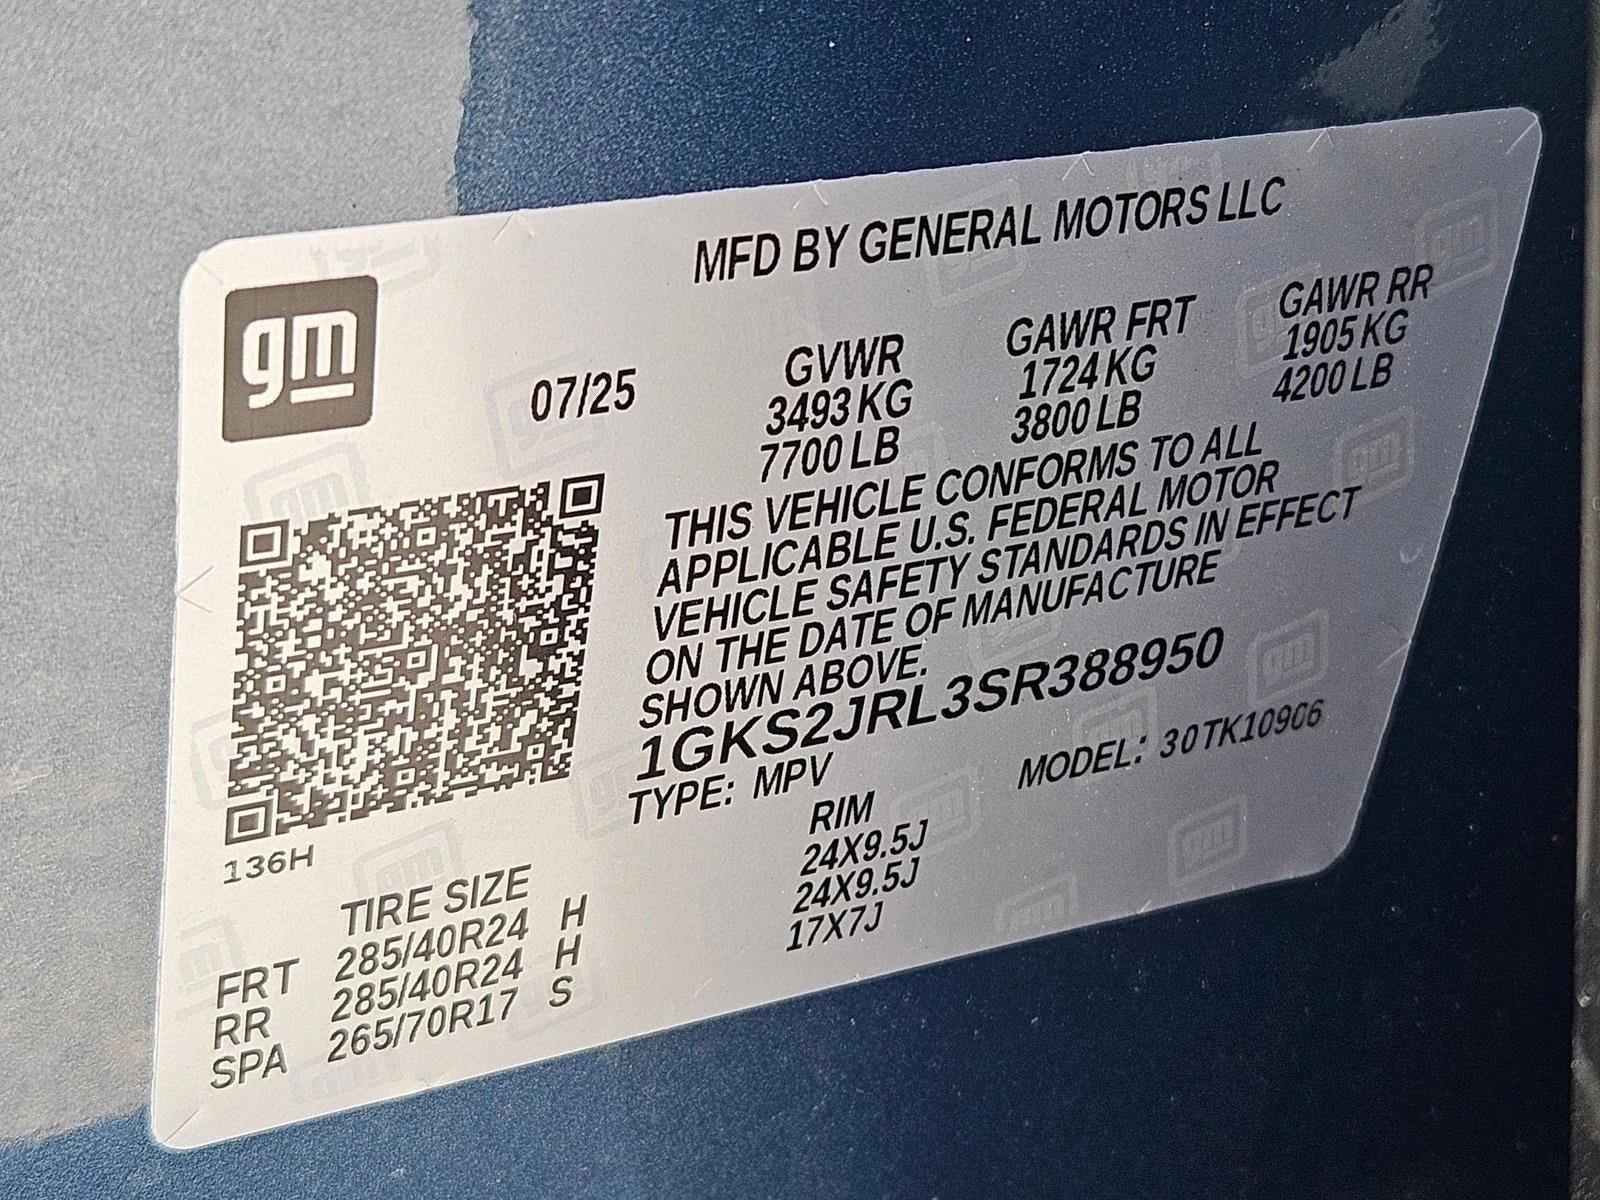 gm
MFD BY GENERAL MOTORS LLC
07/25
GVWR GAWR FRT GAWR RR
3493 KG 1724 KG 1905 KG
7700 LB 3800 LB 4200 LB
THIS VEHICLE CONFORMS TO ALL
APPLICABLE U.S. FEDERAL MOTOR
VEHICLE SAFETY STANDARDS IN EFFECT
ON THE DATE OF MANUFACTURE
SHOWN ABOVE.
1GKS2JRL3SR388950
TYPE: MPV MODEL: 30TK10906
136H
TIRE SIZE RIM
FRT 285/40R24 H 24X9.5J
RR 285/40R24 H 24X9.5J
SPA 265/70R17 S 17X7J